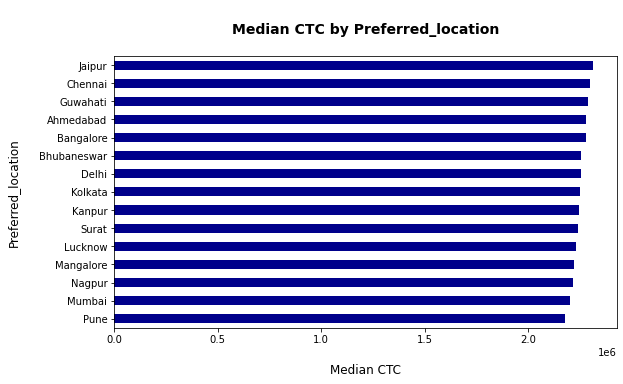 Median CTC by Preferred_location
Preferred_location
Jaipur
Chennai
Guwahati
Ahmedabad
Bangalore
Bhubaneswar
Delhi
Kolkata
Kanpur
Surat
Lucknow
Mangalore
Nagpur
Mumbai
Pune
0.0 0.5 1.0 1.5 2.0
1e6
Median CTC